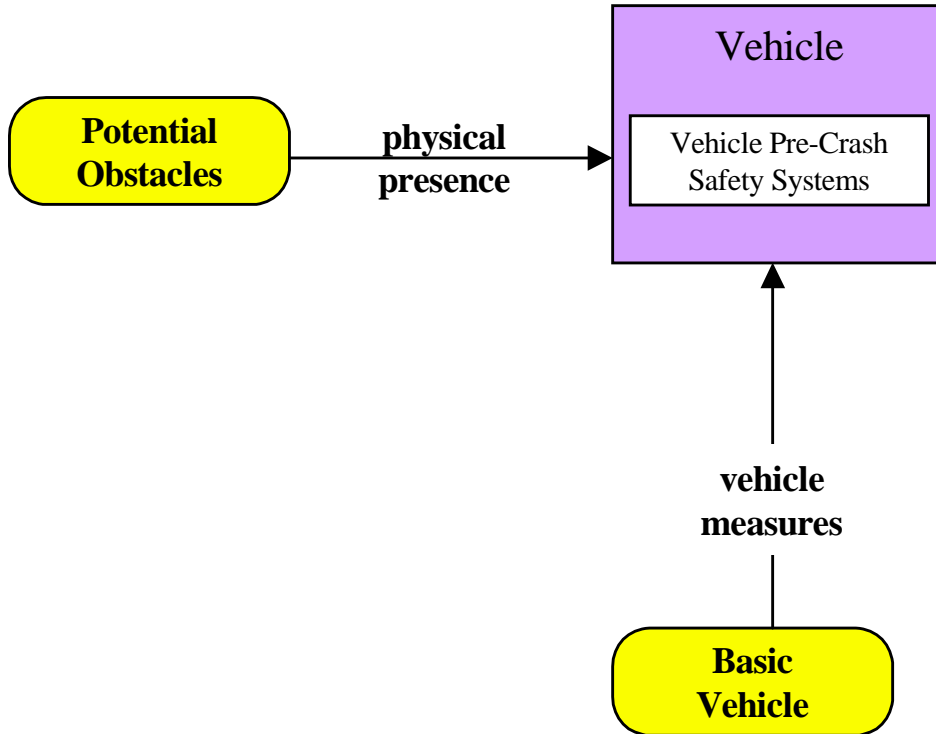 Vehicle
Potential
Obstacles
physical
presence
Vehicle Pre-Crash
Safety Systems
vehicle
measures
Basic
Vehicle